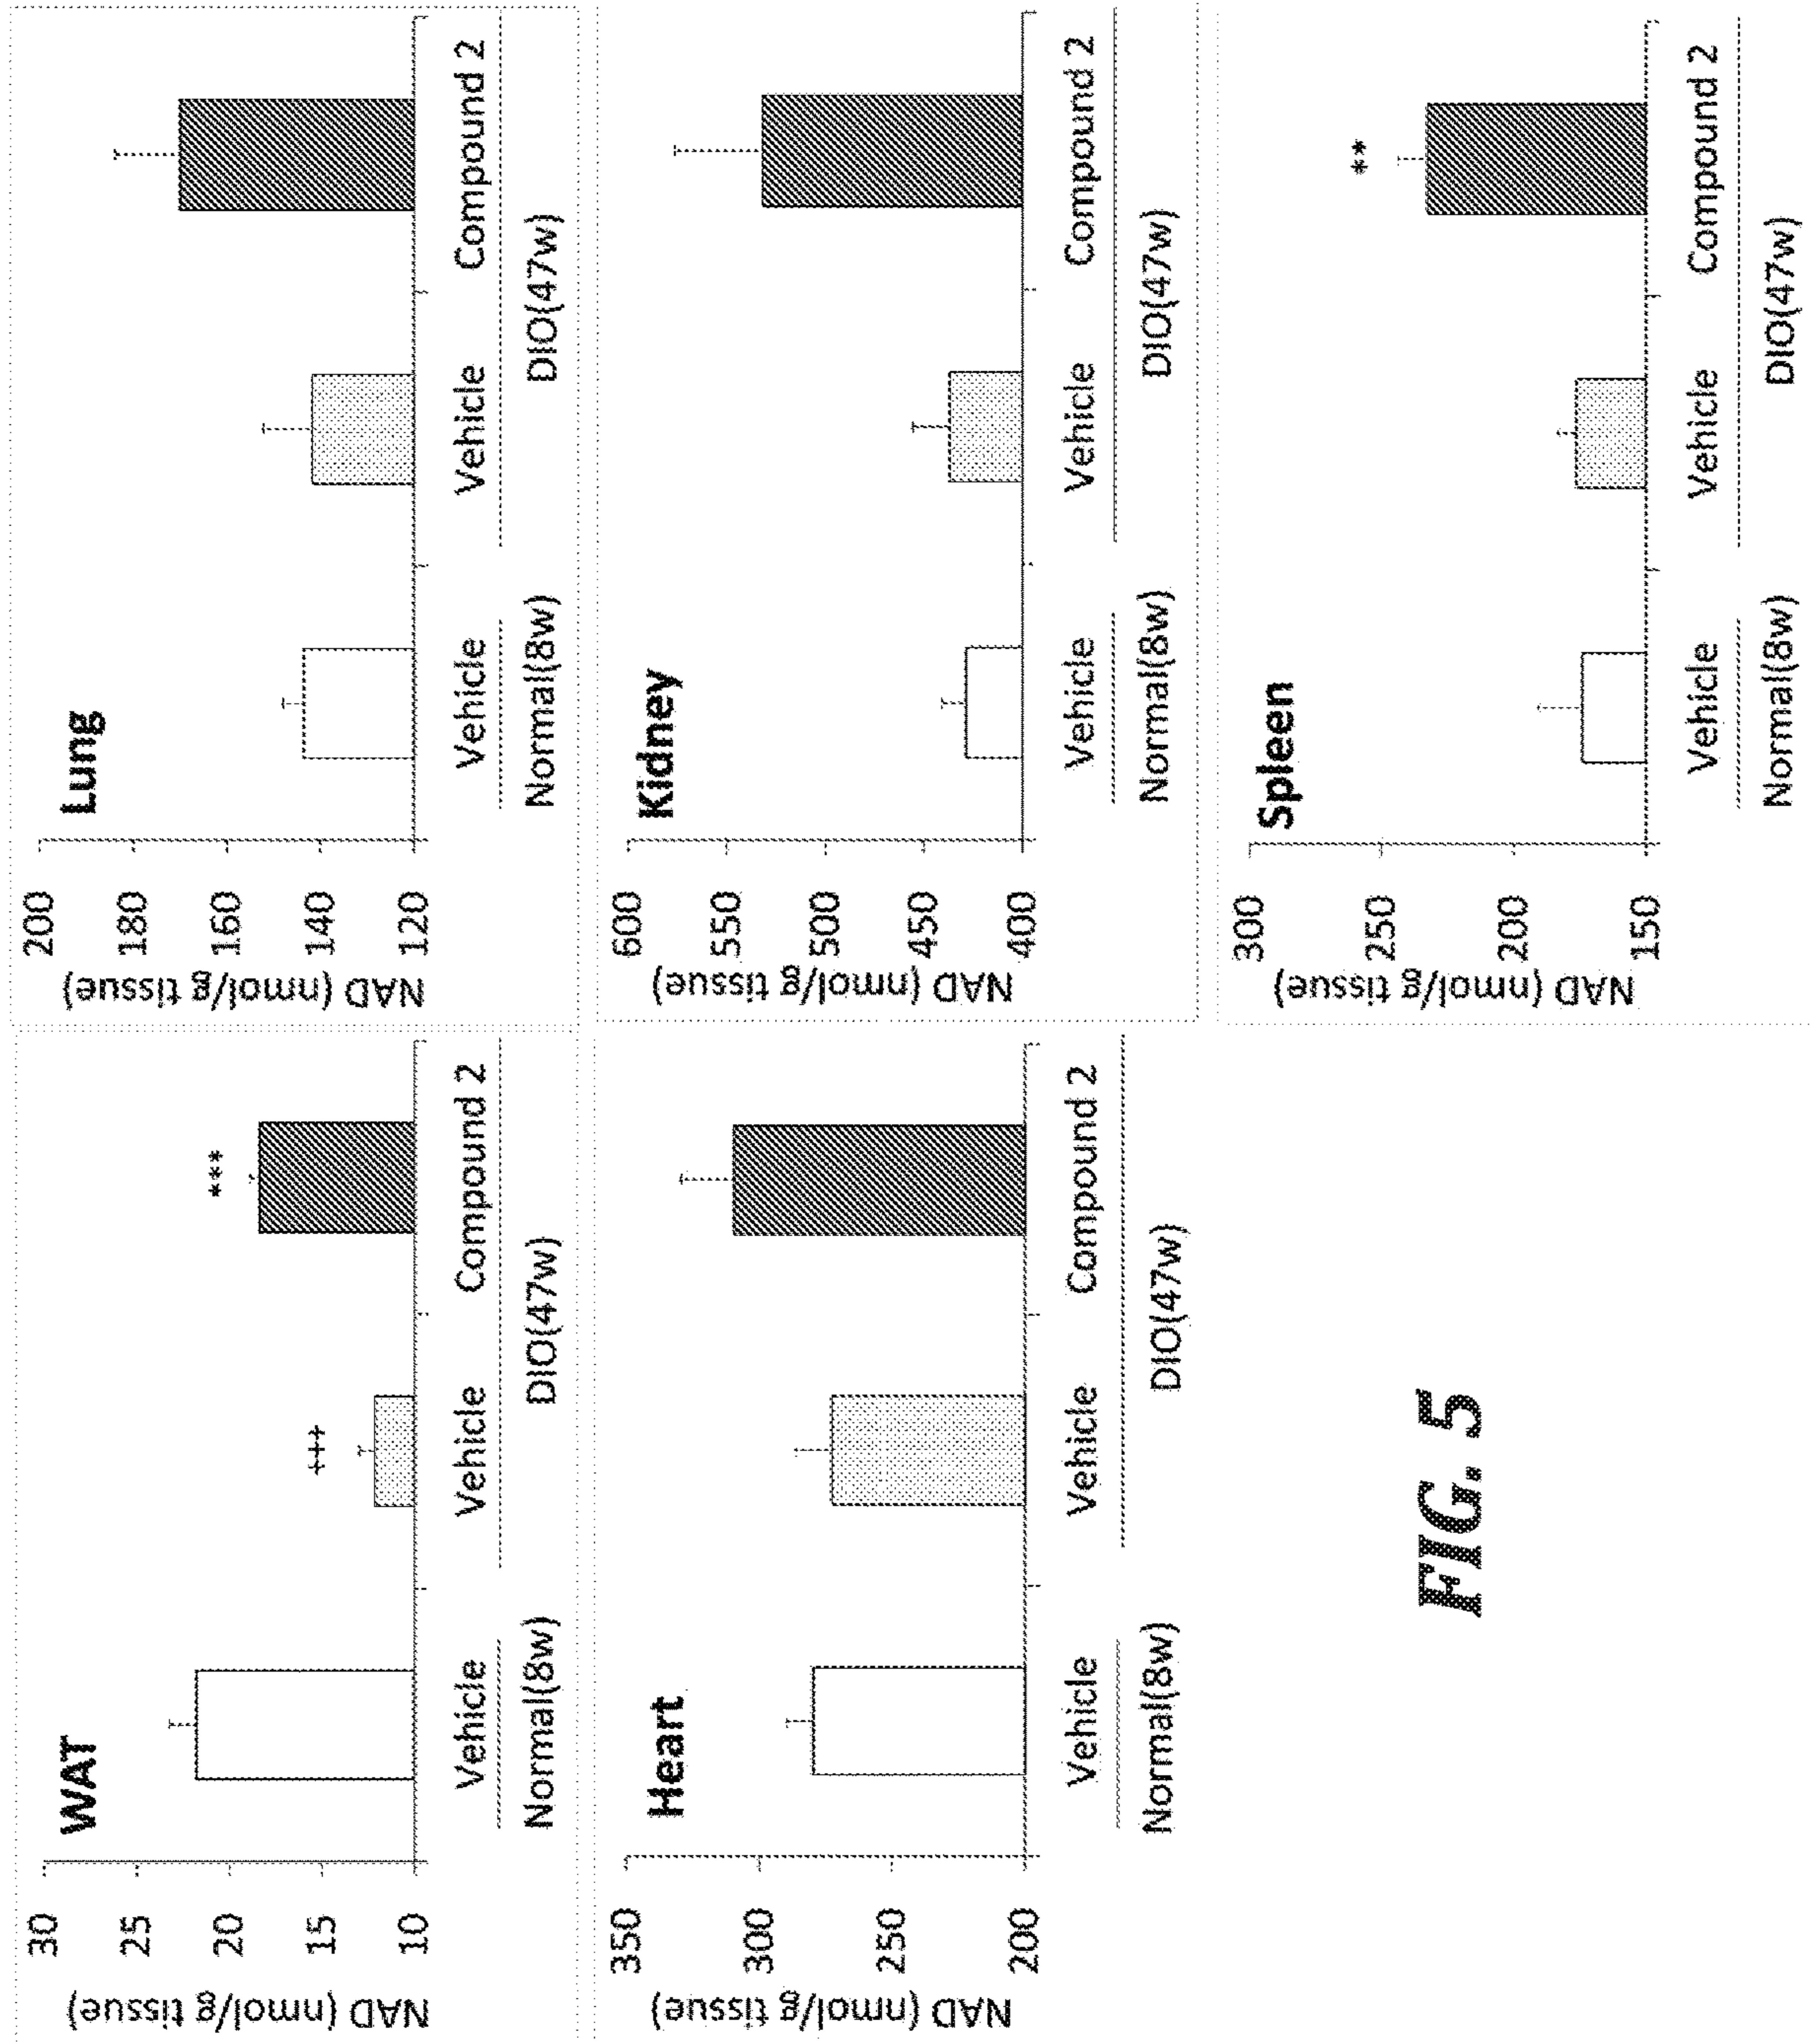 WAT
NAD (nmol/g tissue)
30
25
20
15
10
Vehicle Vehicle Compound 2
Normal(8w) DIO(47w)
†††
***
Lung
NAD (nmol/g tissue)
200
180
160
140
120
Vehicle Vehicle Compound 2
Normal(8w) DIO(47w)
Heart
NAD (nmol/g tissue)
350
300
250
200
Vehicle Vehicle Compound 2
Normal(8w) DIO(47w)
Kidney
NAD (nmol/g tissue)
600
550
500
450
400
Vehicle Vehicle Compound 2
Normal(8w) DIO(47w)
Spleen
NAD (nmol/g tissue)
300
250
200
150
**
Vehicle Vehicle Compound 2
Normal(8w) DIO(47w)
FIG. 5